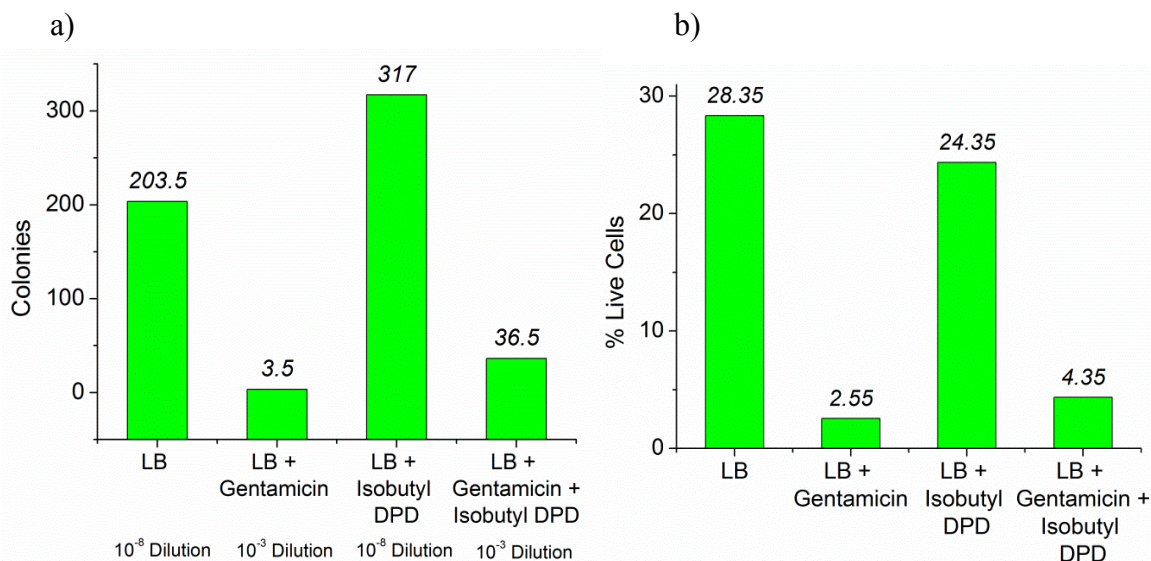 a)
Colonies
300
200
100
0
203.5
3.5
317
36.5
LB
LB +
Gentamicin
LB +
Isobutyl
DPD
LB +
Gentamicin +
Isobutyl DPD
10⁻⁸ Dilution
10⁻³ Dilution
10⁻⁸ Dilution
10⁻³ Dilution
b)
% Live Cells
30
20
10
0
28.35
2.55
24.35
4.35
LB
LB +
Gentamicin
LB +
Isobutyl
DPD
LB +
Gentamicin +
Isobutyl
DPD